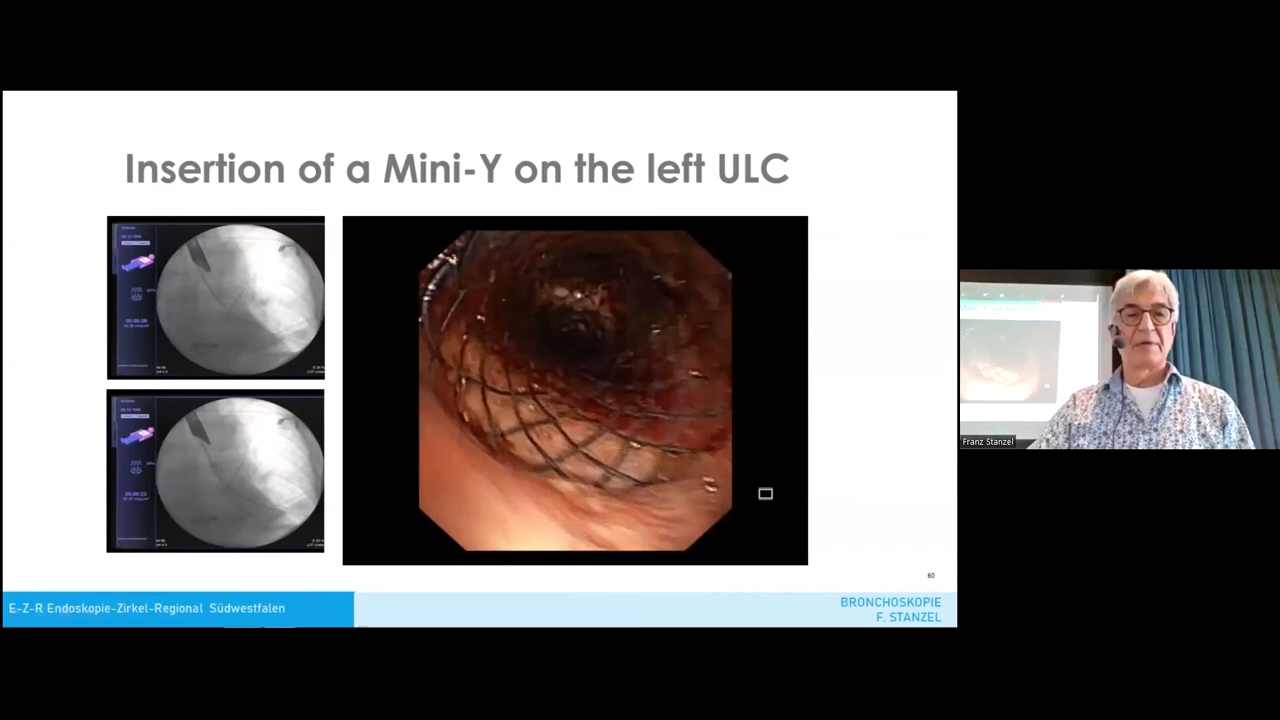 Insertion of a Mini-Y on the left ULC
60
E-Z-R Endoskopie-Zirkel-Regional Südwestfalen
BRONCHOSKOPIE
F. STANZEL
Franz Stanzel